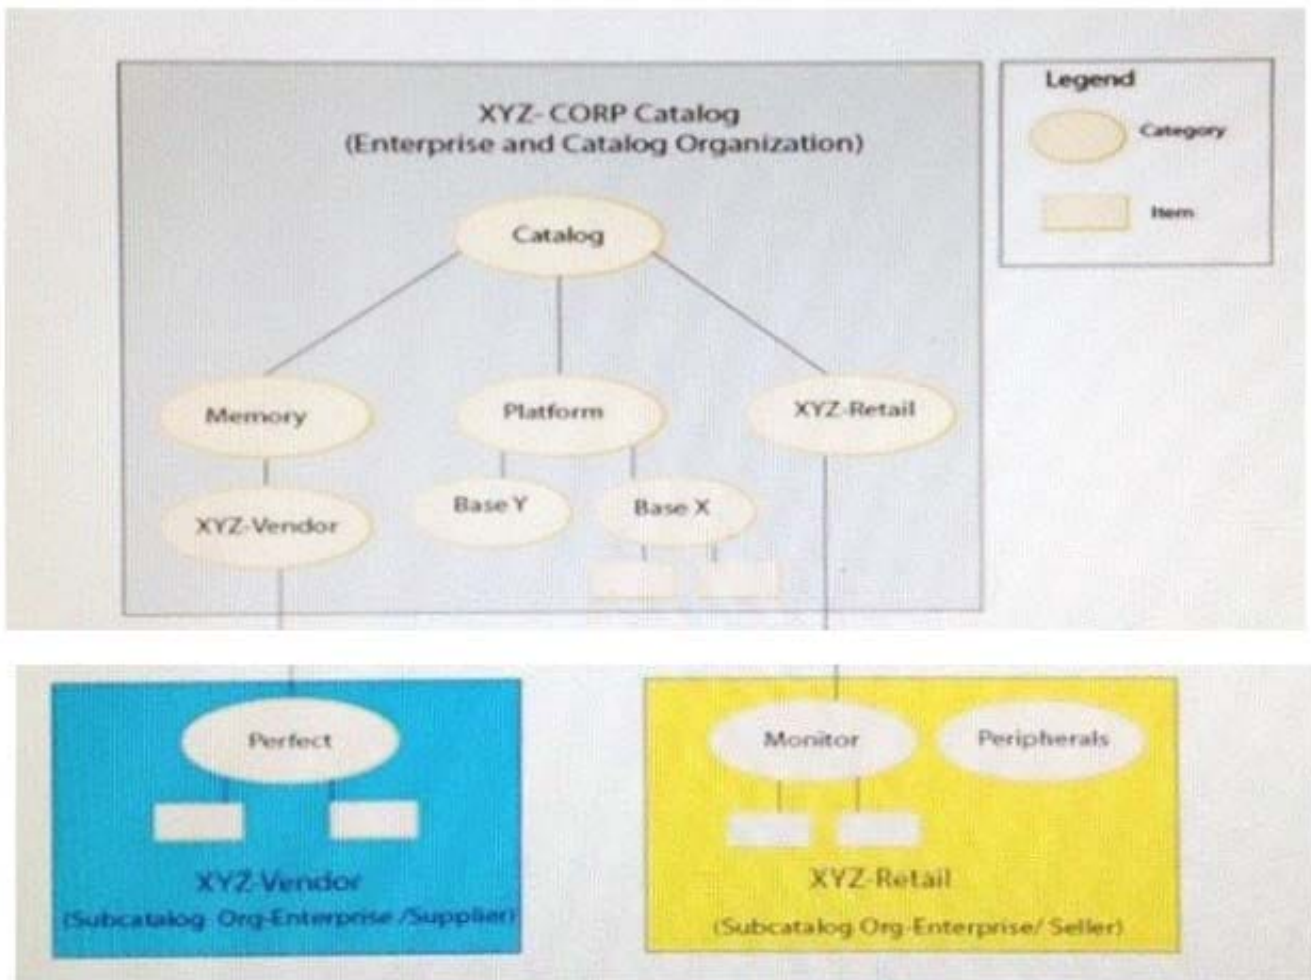 XYZ- CORP Catalog
(Enterprise and Catalog Organization)
Legend
Category
Item
Catalog
Memory
Platform
XYZ-Retail
XYZ-Vendor
Base Y
Base X
Perfect
Monitor
Peripherals
XYZ-Vendor
(Subcatalog Org-Enterprise /Supplier)
XYZ-Retail
(Subcatalog Org-Enterprise/ Seller)